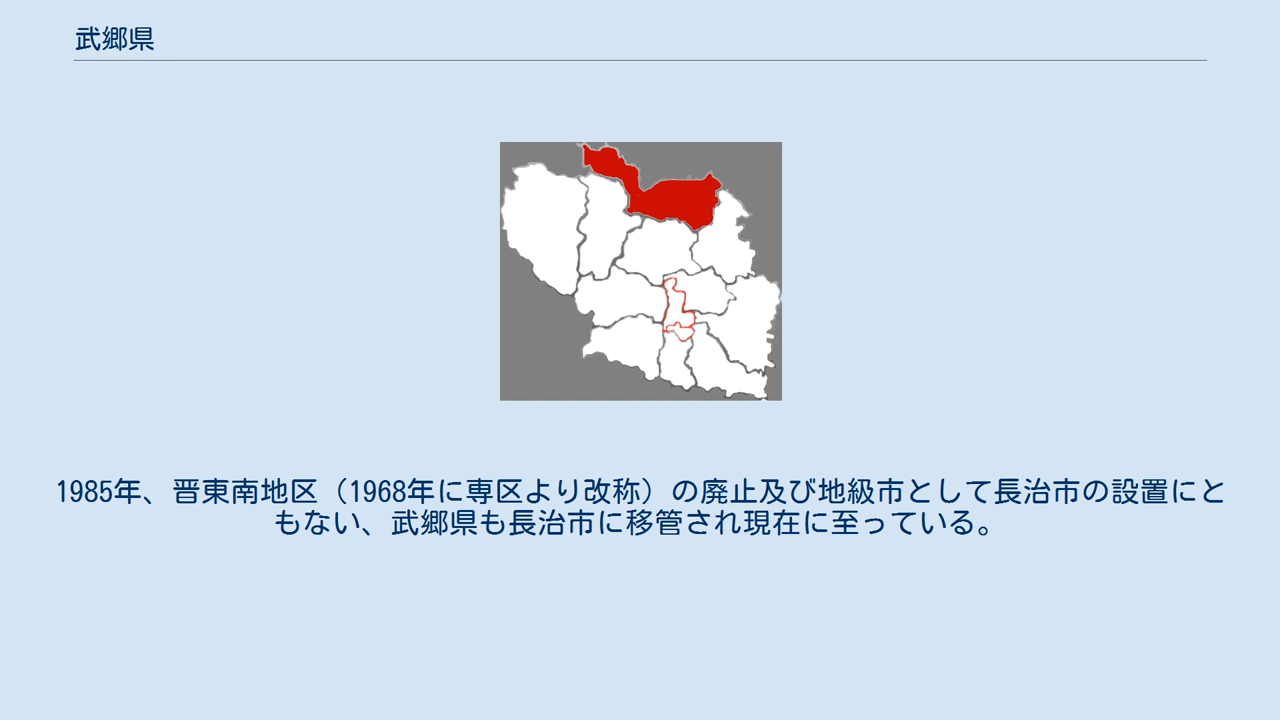 武郷県
1985年、晋東南地区（1968年に専区より改称）の廃止及び地級市として長治市の設置にと
もない、武郷県も長治市に移管され現在に至っている。